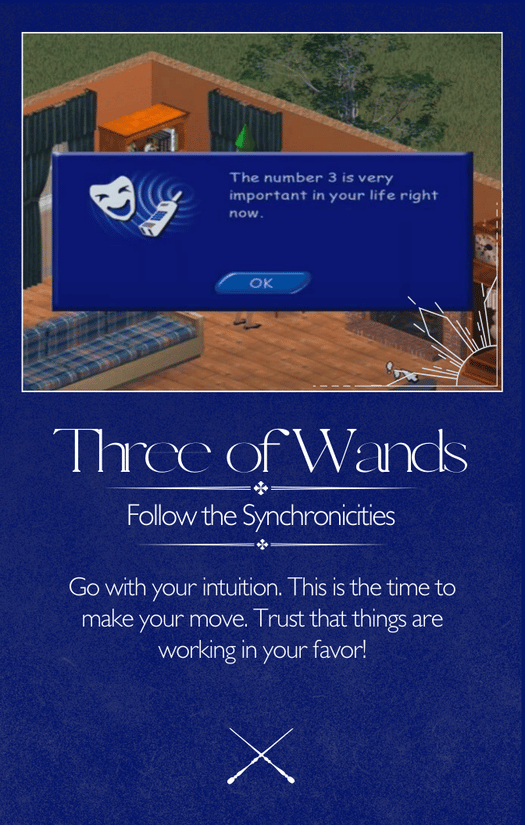 The number 3 is very
important in your life right
now.
OK
Three of Wands
Follow the Synchronicities
Go with your intuition. This is the time to
make your move. Trust that things are
working in your favor!